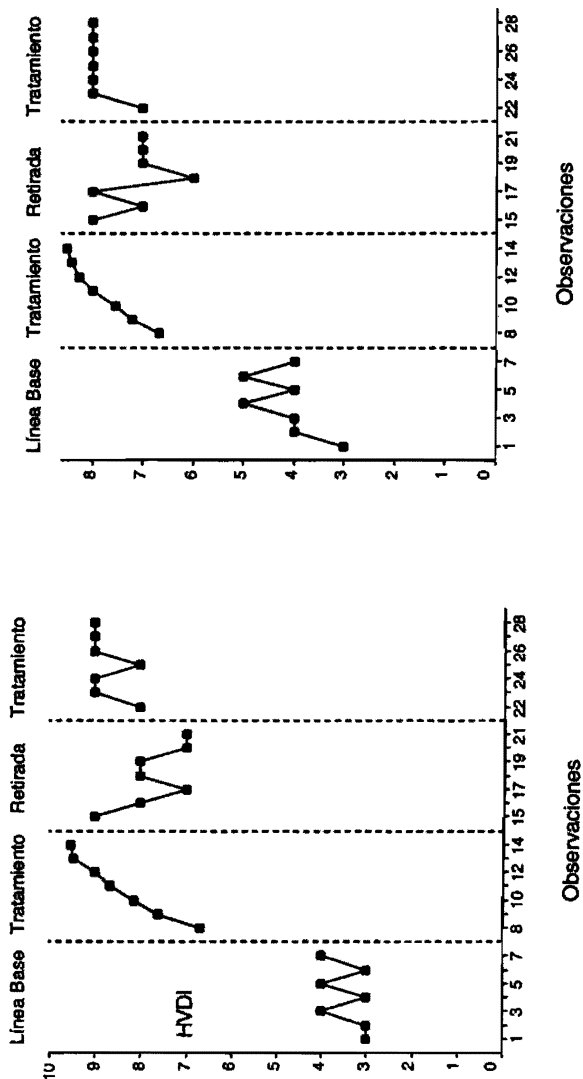 Línea Base Tratamiento Retirada Tratamiento
10
9
8
7
6
5
4
3
2
1
0
HVDI
1 3 5 7 8 10 12 14 15 17 19 21 22 24 26 28
Observaciones
Línea Base Tratamiento Retirada Tratamiento
8
7
6
5
4
3
2
1
0
1 3 5 7 8 10 12 14 15 17 19 21 22 24 26 28
Observaciones